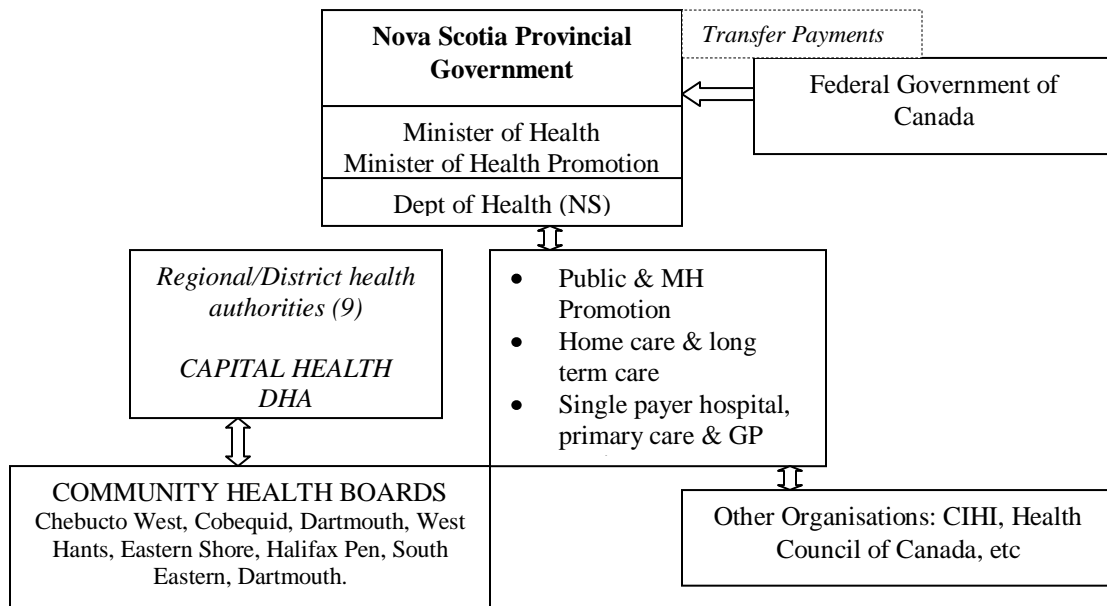 Nova Scotia Provincial
Government
Transfer Payments
Federal Government of
Canada
Minister of Health
Minister of Health Promotion
Dept of Health (NS)
Regional/District health
authorities (9)
CAPITAL HEALTH
DHA
• Public & MH
Promotion
• Home care & long
term care
• Single payer hospital,
primary care & GP
COMMUNITY HEALTH BOARDS
Chebucto West, Cobequid, Dartmouth, West
Hants, Eastern Shore, Halifax Pen, South
Eastern, Dartmouth.
Other Organisations: CIHI, Health
Council of Canada, etc